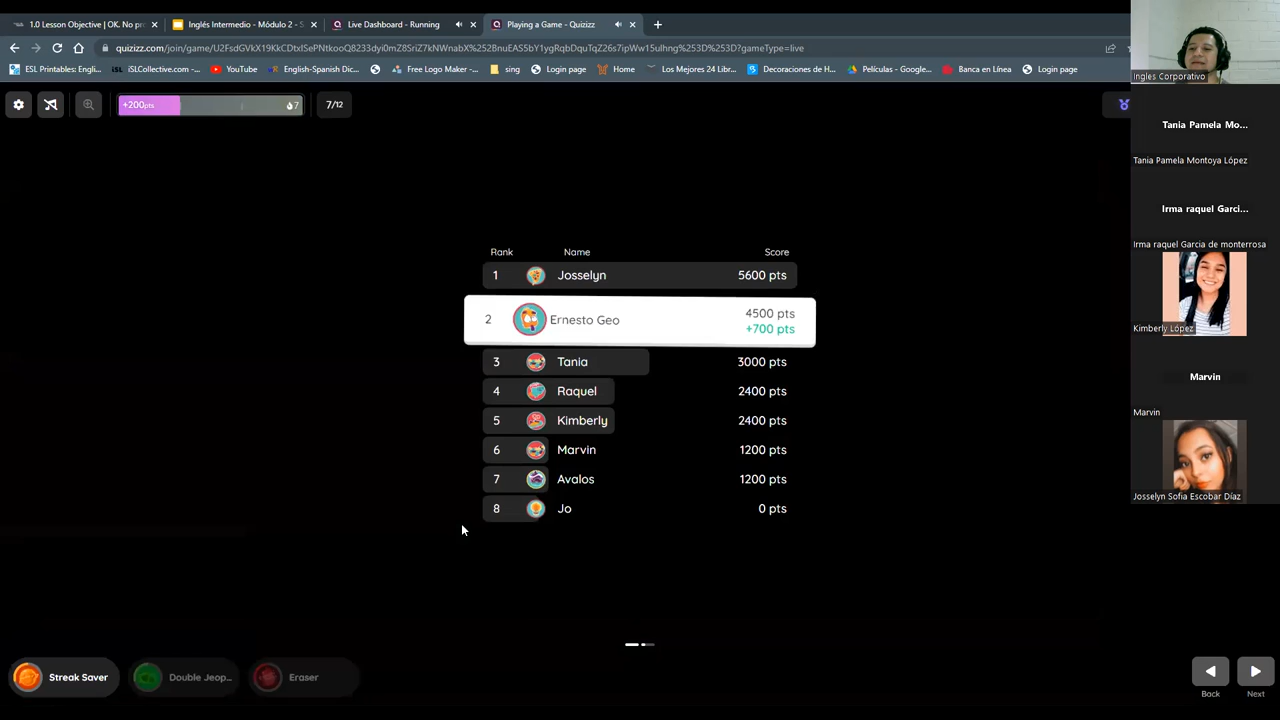 1.0 Lesson Objective | OK. No pro
Inglés Intermedio - Módulo 2 - S
Live Dashboard - Running
Playing a Game - Quizizz
quizizz.com/join/game/
?gameType=live
ESL Printables: Engli...
iSLCollective.com -...
YouTube
English-Spanish Dic...
Free Logo Maker -...
sing
Login page
Home
Los Mejores 24 Libr...
Decoraciones de H...
Películas - Google...
Banca en Línea
Login page
+200pts
7
7/12
Rank Name Score
1 Josselyn 5600 pts
2 Ernesto Geo 4500 pts
+700 pts
3 Tania 3000 pts
4 Raquel 2400 pts
5 Kimberly 2400 pts
6 Marvin 1200 pts
7 Avalos 1200 pts
8 Jo 0 pts
Streak Saver
Double Jeop...
Eraser
Back
Next
Ingles Corporativo
Tania Pamela Mo...
Tania Pamela Montoya López
Irma raquel Garci...
Irma raquel Garcia de monterrosa
Kimberly López
Marvin
Marvin
Josselyn Sofia Escobar Díaz